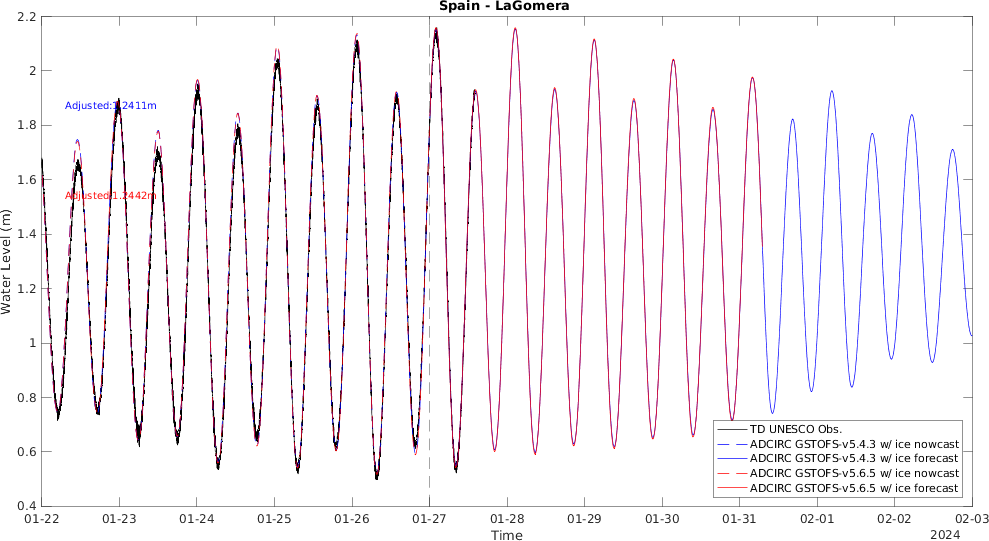 Spain - LaGomera
2.2
2
1.8
1.6
1.4
1.2
1
0.8
0.6
0.4
Water Level (m)
Adjusted:1.2411m
Adjusted:1.2442m
TD UNESCO Obs.
ADCIRC GSTOFS-v5.4.3 w/ ice nowcast
ADCIRC GSTOFS-v5.4.3 w/ ice forecast
ADCIRC GSTOFS-v5.6.5 w/ ice nowcast
ADCIRC GSTOFS-v5.6.5 w/ ice forecast
01-22 01-23 01-24 01-25 01-26 01-27 01-28 01-29 01-30 01-31 02-01 02-02 02-03
Time
2024